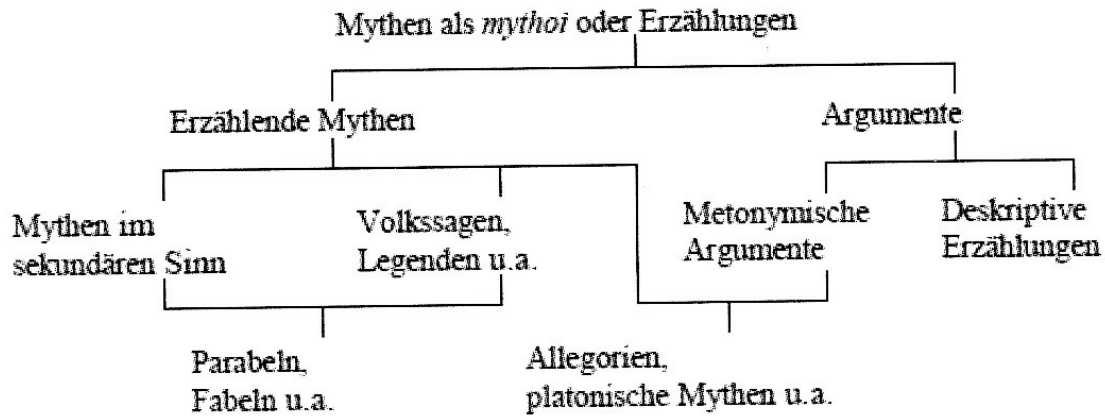 Mythen als mythoi oder Erzählungen
Erzählende Mythen
Argumente
Mythen im
sekundären Sinn
Volkssagen,
Legenden u.a.
Metonymische
Argumente
Deskriptive
Erzählungen
Parabeln,
Fabeln u.a.
Allegorien,
platonische Mythen u.a.